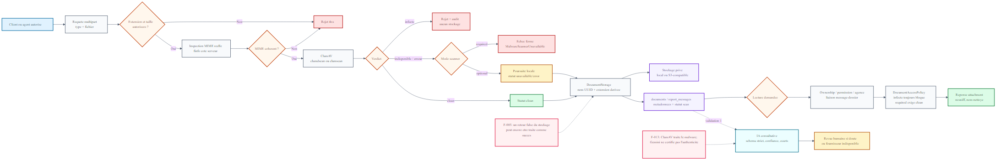 Client ou agent autorise
Requete multipart
type + fichier
Extension et taille
autorisees ?
Non
Oui
Rejet 4xx
Inspection MIME reelle
finfo cote serveur
MIME coherent ?
Non
Oui
ClamAV
clamdscan ou clamscan
Verdict
infecte
indisponible / erreur
clean
Rejet + audit
aucun stockage
Mode scanner
required
optional
Echec ferme
MalwareScannerUnavailable
Poursuite locale
statut unavailable/error
Statut clean
DocumentStorage
nom UUID + extension derivee
F-005: un retour false du stockage
peut encore etre traite comme
succes
Stockage prive
local ou S3-compatible
documents / report_messages
metadonnees + statut scan
validation 1
F-013: ClamAV traite le malware;
Gemini ne certifie pas l'authenticite
Lecture demandee
IA consultative
schema strict, confiance, ecarts
Ownership / permission / agence
liaison message-dossier
Revue humaine si doute
ou fournisseur indisponible
DocumentAccessPolicy
infecte toujours bloque
required exige clean
Reponse attachment
nosniff, nom nettoye